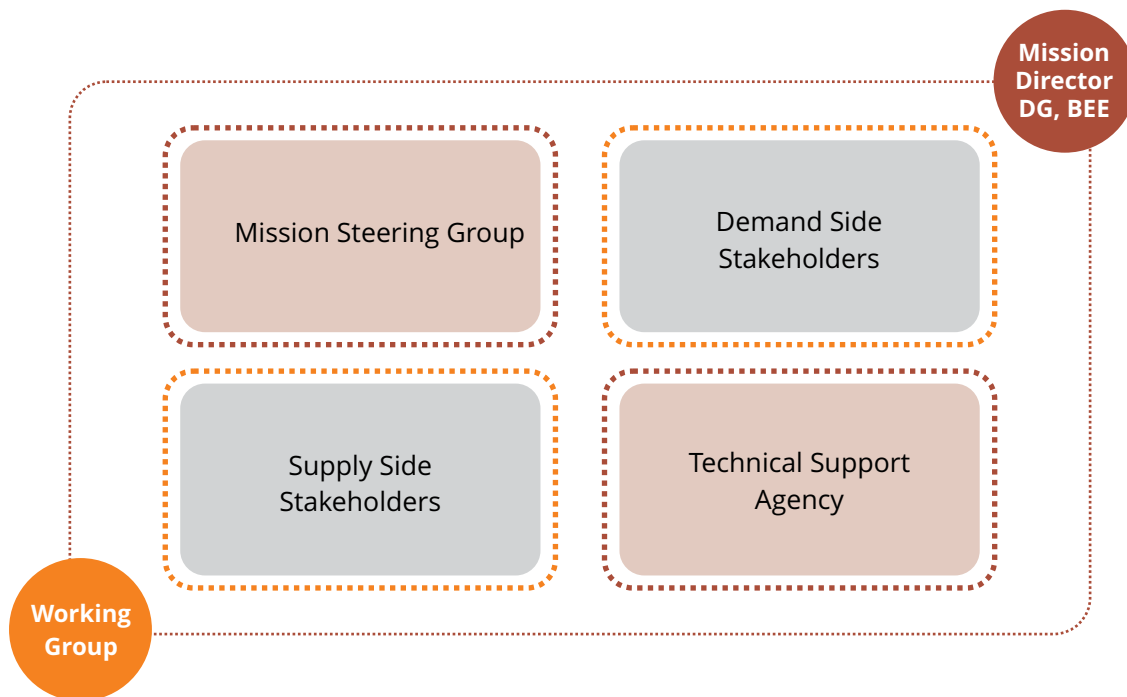 Mission
Director
DG, BEE
Mission Steering Group
Demand Side
Stakeholders
Supply Side
Stakeholders
Technical Support
Agency
Working
Group